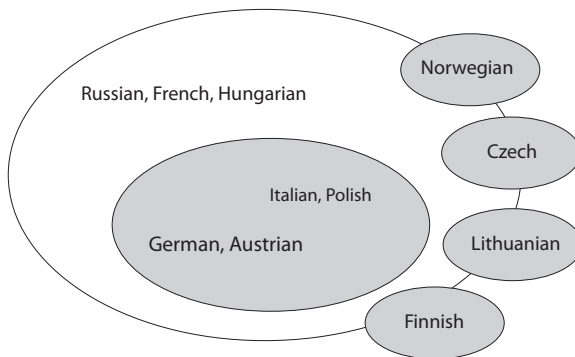 Norwegian
Russian, French, Hungarian
Czech
Italian, Polish
German, Austrian
Lithuanian
Finnish